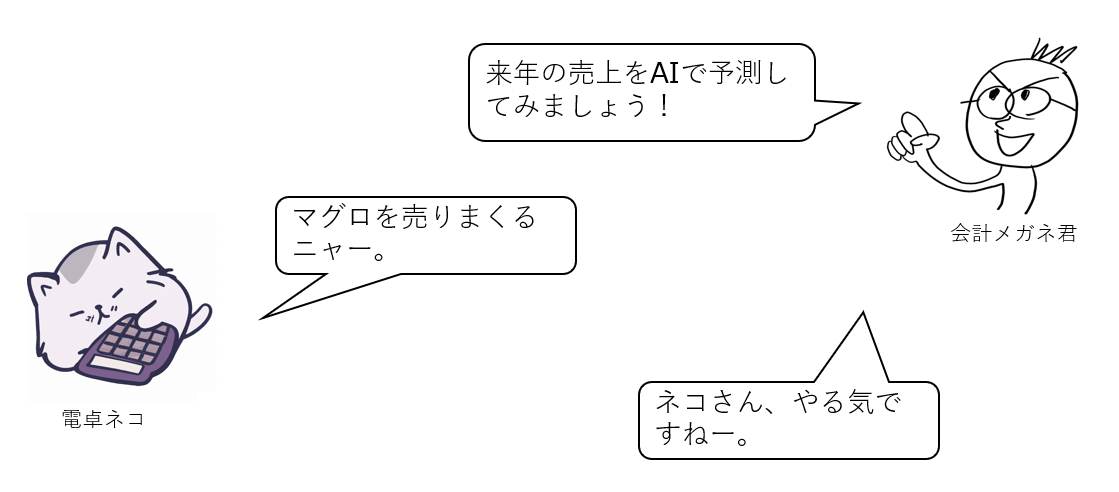 来年の売上をAIで予測し
てみましょう！
会計メガネ君
マグロを売りまくる
ニャー。
電卓ネコ
ネコさん、やる気で
すねー。